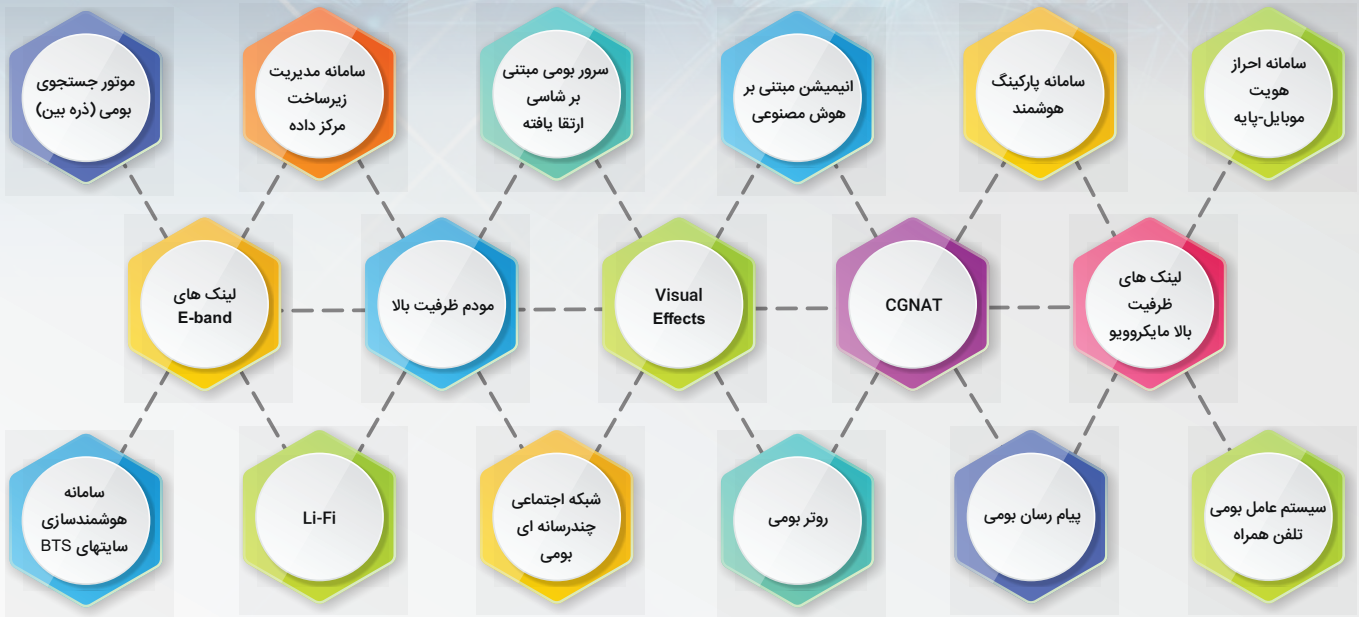 سامانه احراز
هویت
موبایل-پایه
سامانه پارکینگ
هوشمند
انیمیشن مبتنی بر
هوش مصنوعی
سرور بومی مبتنی
بر شاسی
ارتقا یافته
سامانه مدیریت
زیرساخت
مرکز داده
موتور جستجوی
بومی (ذره بین)
لینک های
ظرفیت
بالا مایکروویو
CGNAT
Visual
Effects
مودم ظرفیت بالا
لینک های
E-band
سیستم عامل بومی
تلفن همراه
پیام رسان بومی
روتر بومی
شبکه اجتماعی
چندرسانه ای
بومی
Li-Fi
سامانه
هوشمندسازی
سایتهای BTS